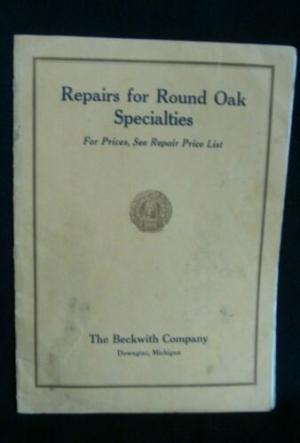 Repairs for Round Oak
Specialties
For Prices, See Repair Price List
The Beckwith Company
Dowagiac, Michigan